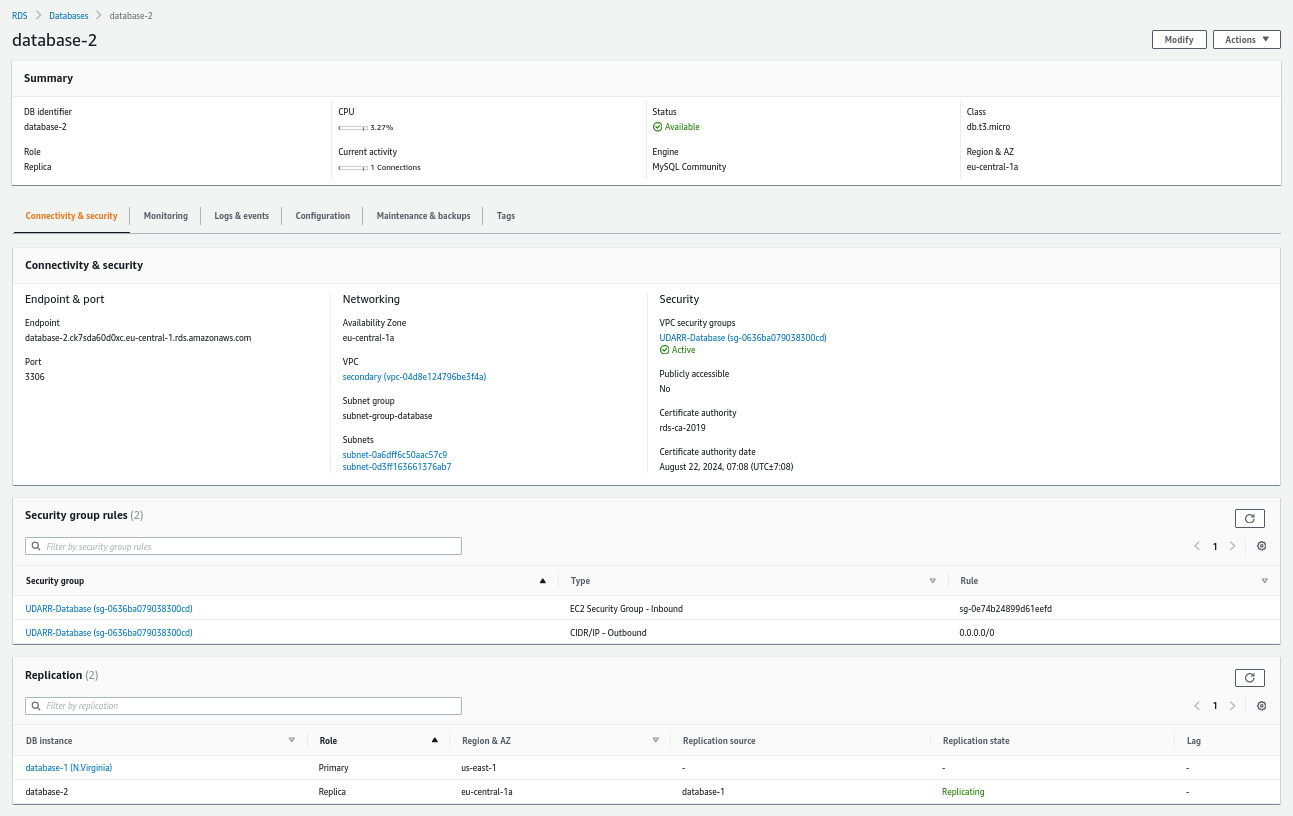 RDS > Databases > database-2
database-2
Modify
Actions ▼
Summary
DB identifier
database-2
CPU
3.27%
Status
Available
Class
db.t3.micro
Role
Replica
Current activity
1 Connections
Engine
MySQL Community
Region & AZ
eu-central-1a
Connectivity & security
Monitoring
Logs & events
Configuration
Maintenance & backups
Tags
Connectivity & security
Endpoint & port
Endpoint
database-2.ck7sda60d0xc.eu-central-1.rds.amazonaws.com
Port
3306
Networking
Availability Zone
eu-central-1a
VPC
secondary (vpc-04d8e124796be3f4a)
Subnet group
subnet-group-database
Subnets
subnet-0a6dff6c50aac57c9
subnet-0d3ff163661376ab7
Security
VPC security groups
UDARR-Database (sg-0636ba079038300cd)
Active
Publicly accessible
No
Certificate authority
rds-ca-2019
Certificate authority date
August 22, 2024, 07:08 (UTC±7:08)
Security group rules (2)
Filter by security group rules
1
Security group Type Rule
UDARR-Database (sg-0636ba079038300cd) EC2 Security Group - Inbound sg-0e74b24899d61eefd
UDARR-Database (sg-0636ba079038300cd) CIDR/IP - Outbound 0.0.0.0/0
Replication (2)
Filter by replication
1
DB instance Role Region & AZ Replication source Replication state Lag
database-1 (N.Virginia) Primary us-east-1 - - -
database-2 Replica eu-central-1a database-1 Replicating -